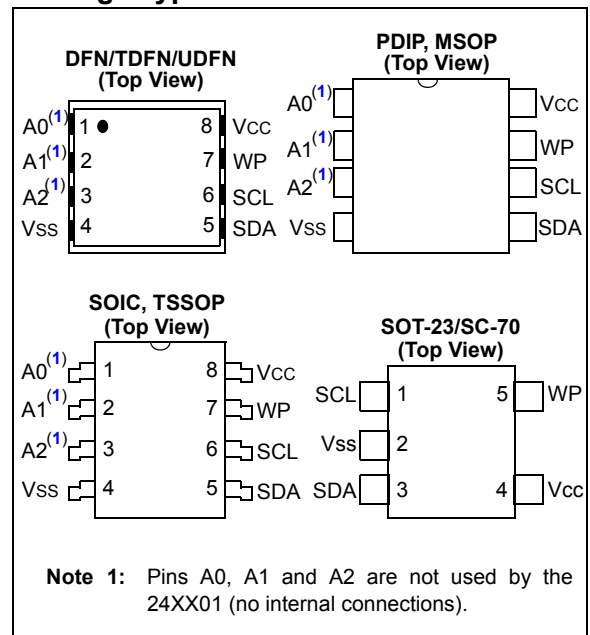 DFN/TDFN/UDFN
(Top View)
A0(1) 1 8 VCC
A1(1) 2 7 WP
A2(1) 3 6 SCL
VSS 4 5 SDA
PDIP, MSOP
(Top View)
A0(1) VCC
A1(1) WP
A2(1) SCL
VSS SDA
SOIC, TSSOP
(Top View)
A0(1) 1 8 VCC
A1(1) 2 7 WP
A2(1) 3 6 SCL
VSS 4 5 SDA
SOT-23/SC-70
(Top View)
SCL 1 5 WP
Vss 2
SDA 3 4 Vcc
Note 1: Pins A0, A1 and A2 are not used by the
24XX01 (no internal connections).